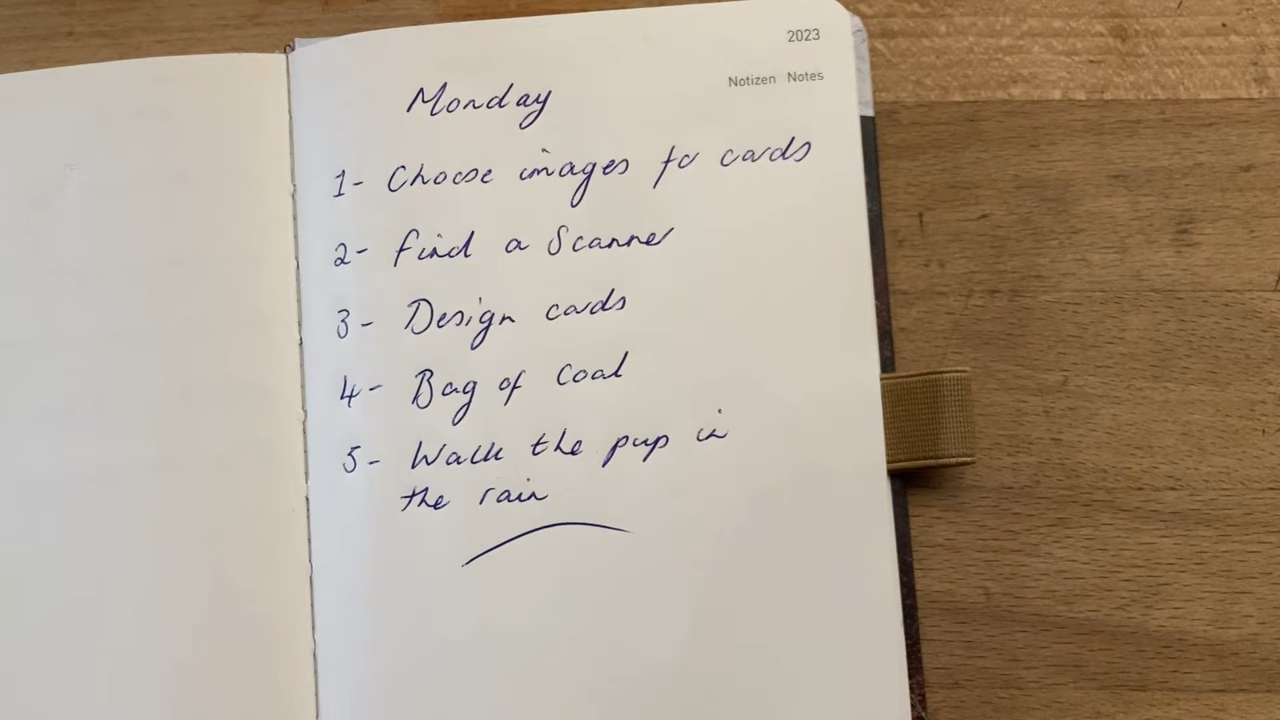 2023
Notizen Notes
Monday
1- Choose images for cards
2- Find a Scanner
3- Design cards
4- Bag of Coal
5- Walk the pup in
the rain